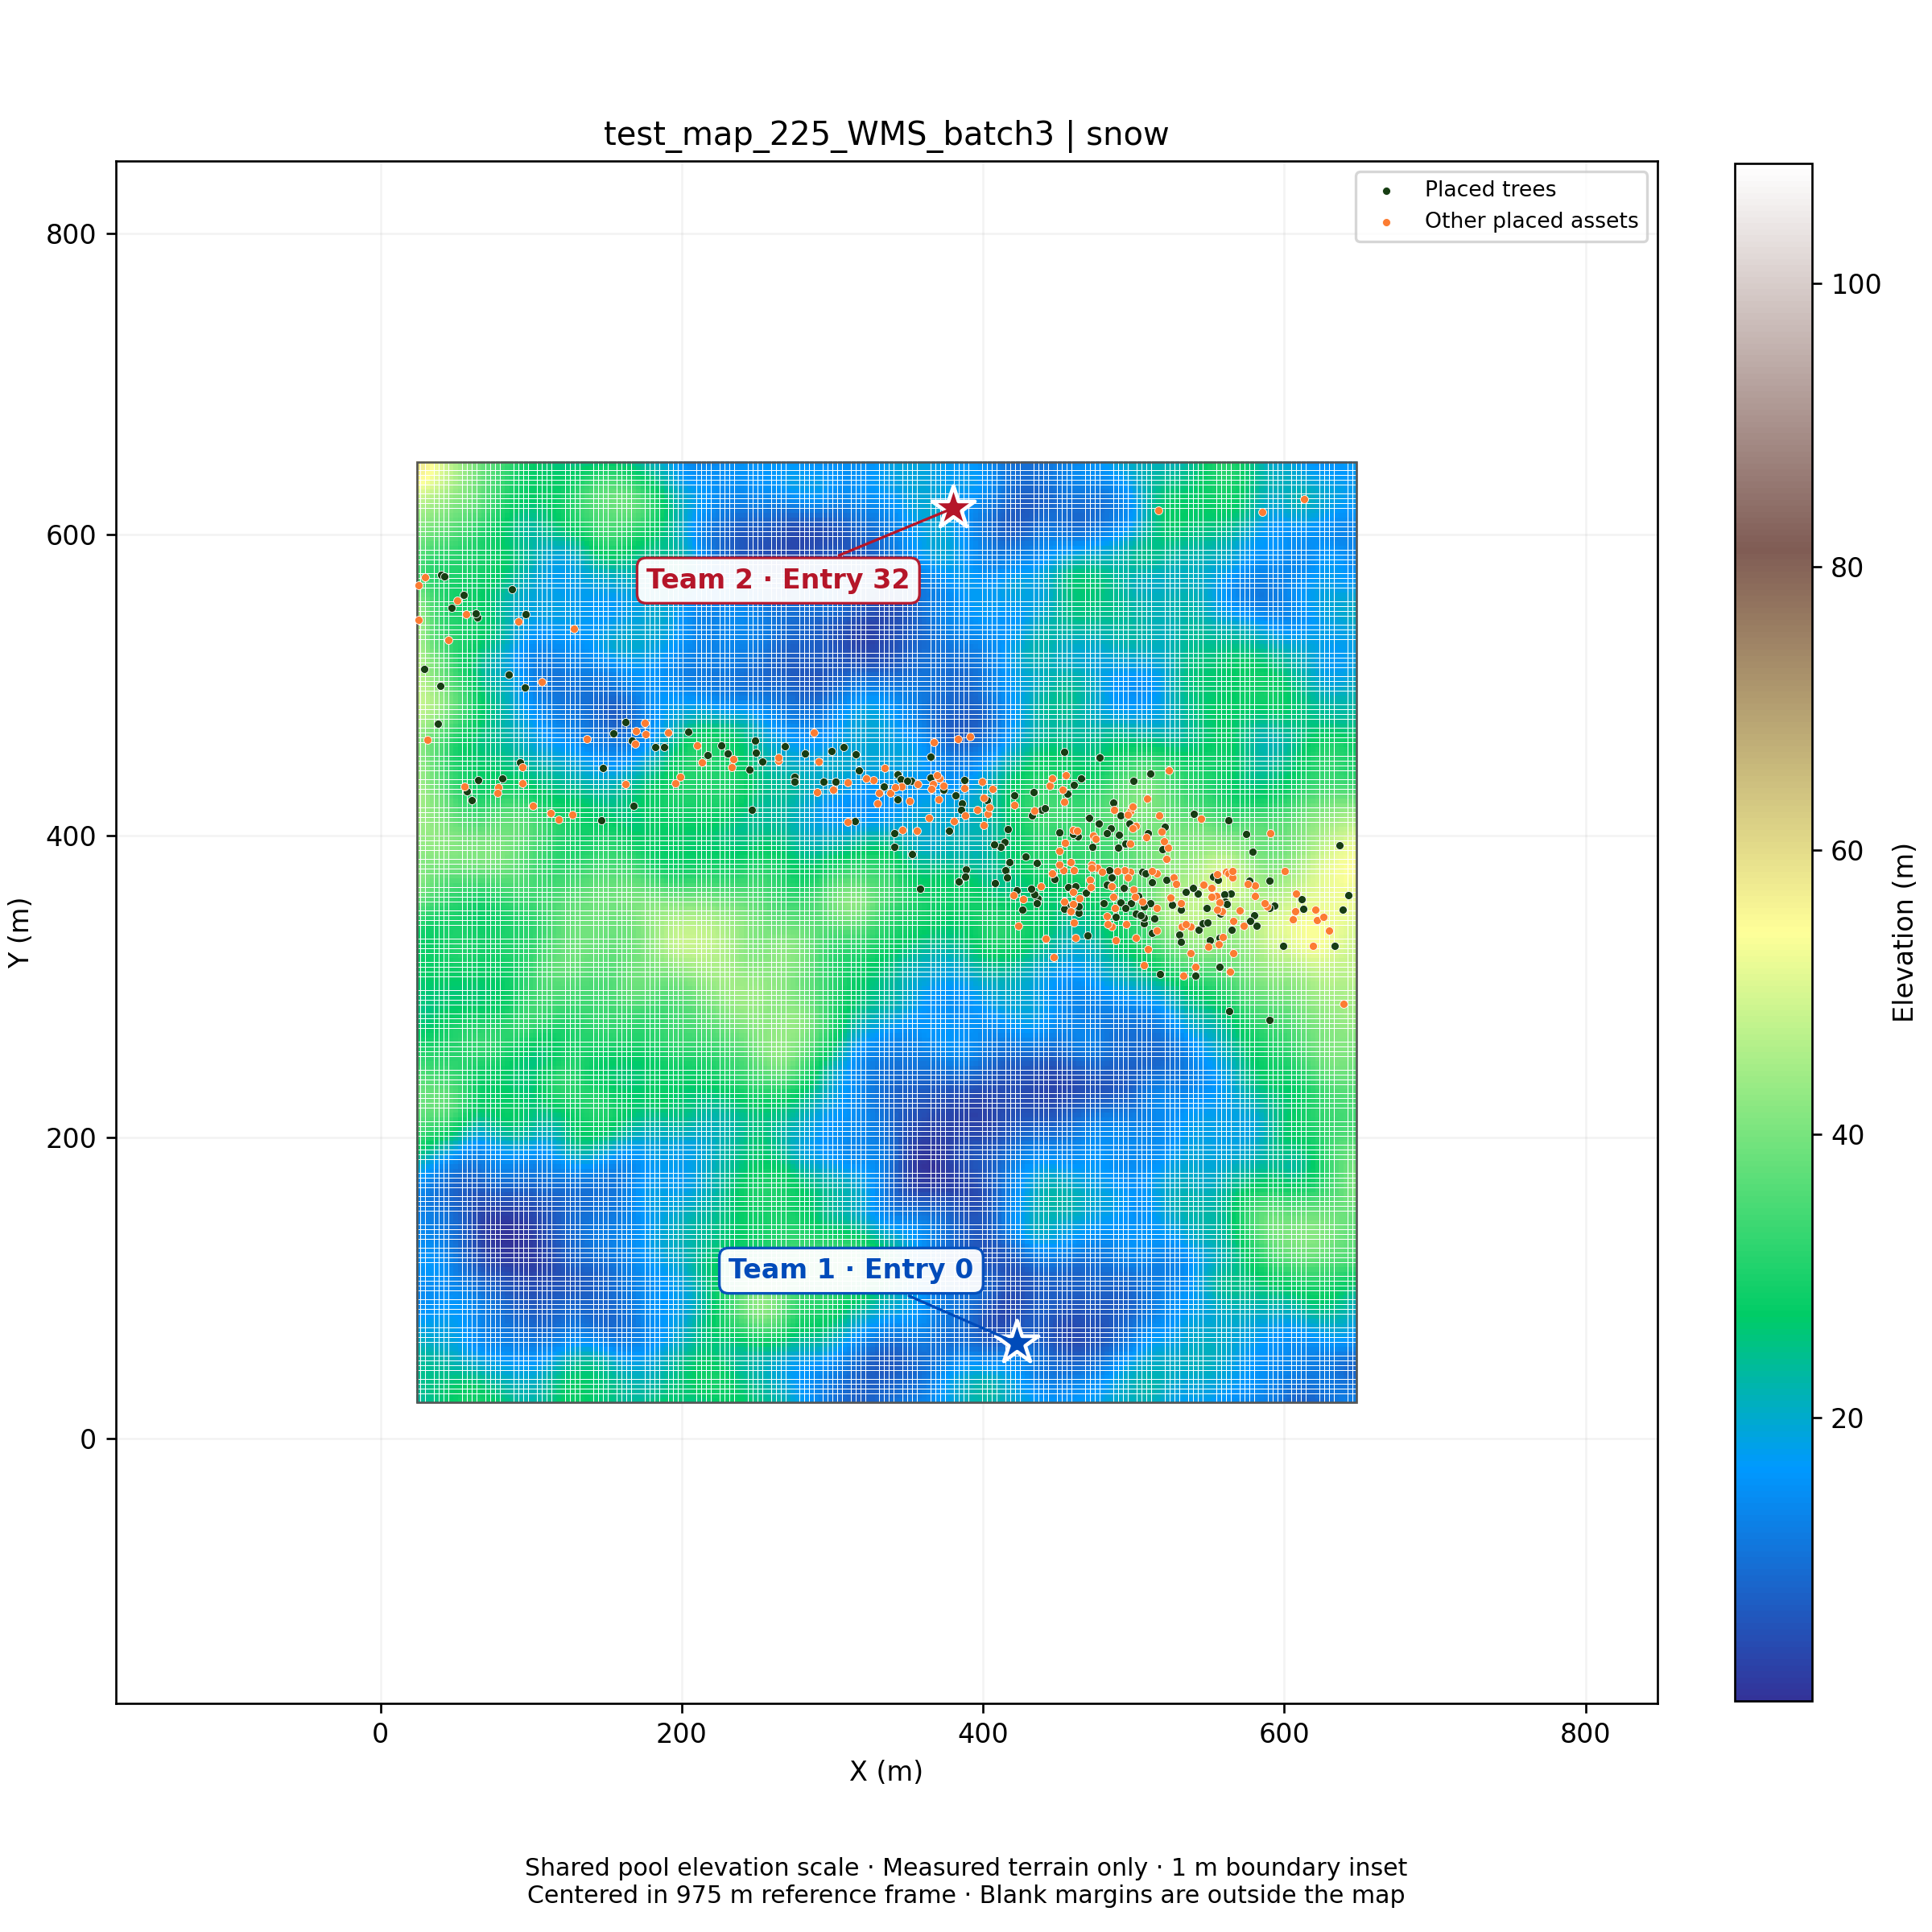 test_map_225_WMS_batch3 | snow
Placed trees
Other placed assets
800
600
400
200
0
Y (m)
Team 2 · Entry 32
Team 1 · Entry 0
0
200
400
600
800
X (m)
100
80
60
40
20
Elevation (m)
Shared pool elevation scale · Measured terrain only · 1 m boundary inset
Centered in 975 m reference frame · Blank margins are outside the map